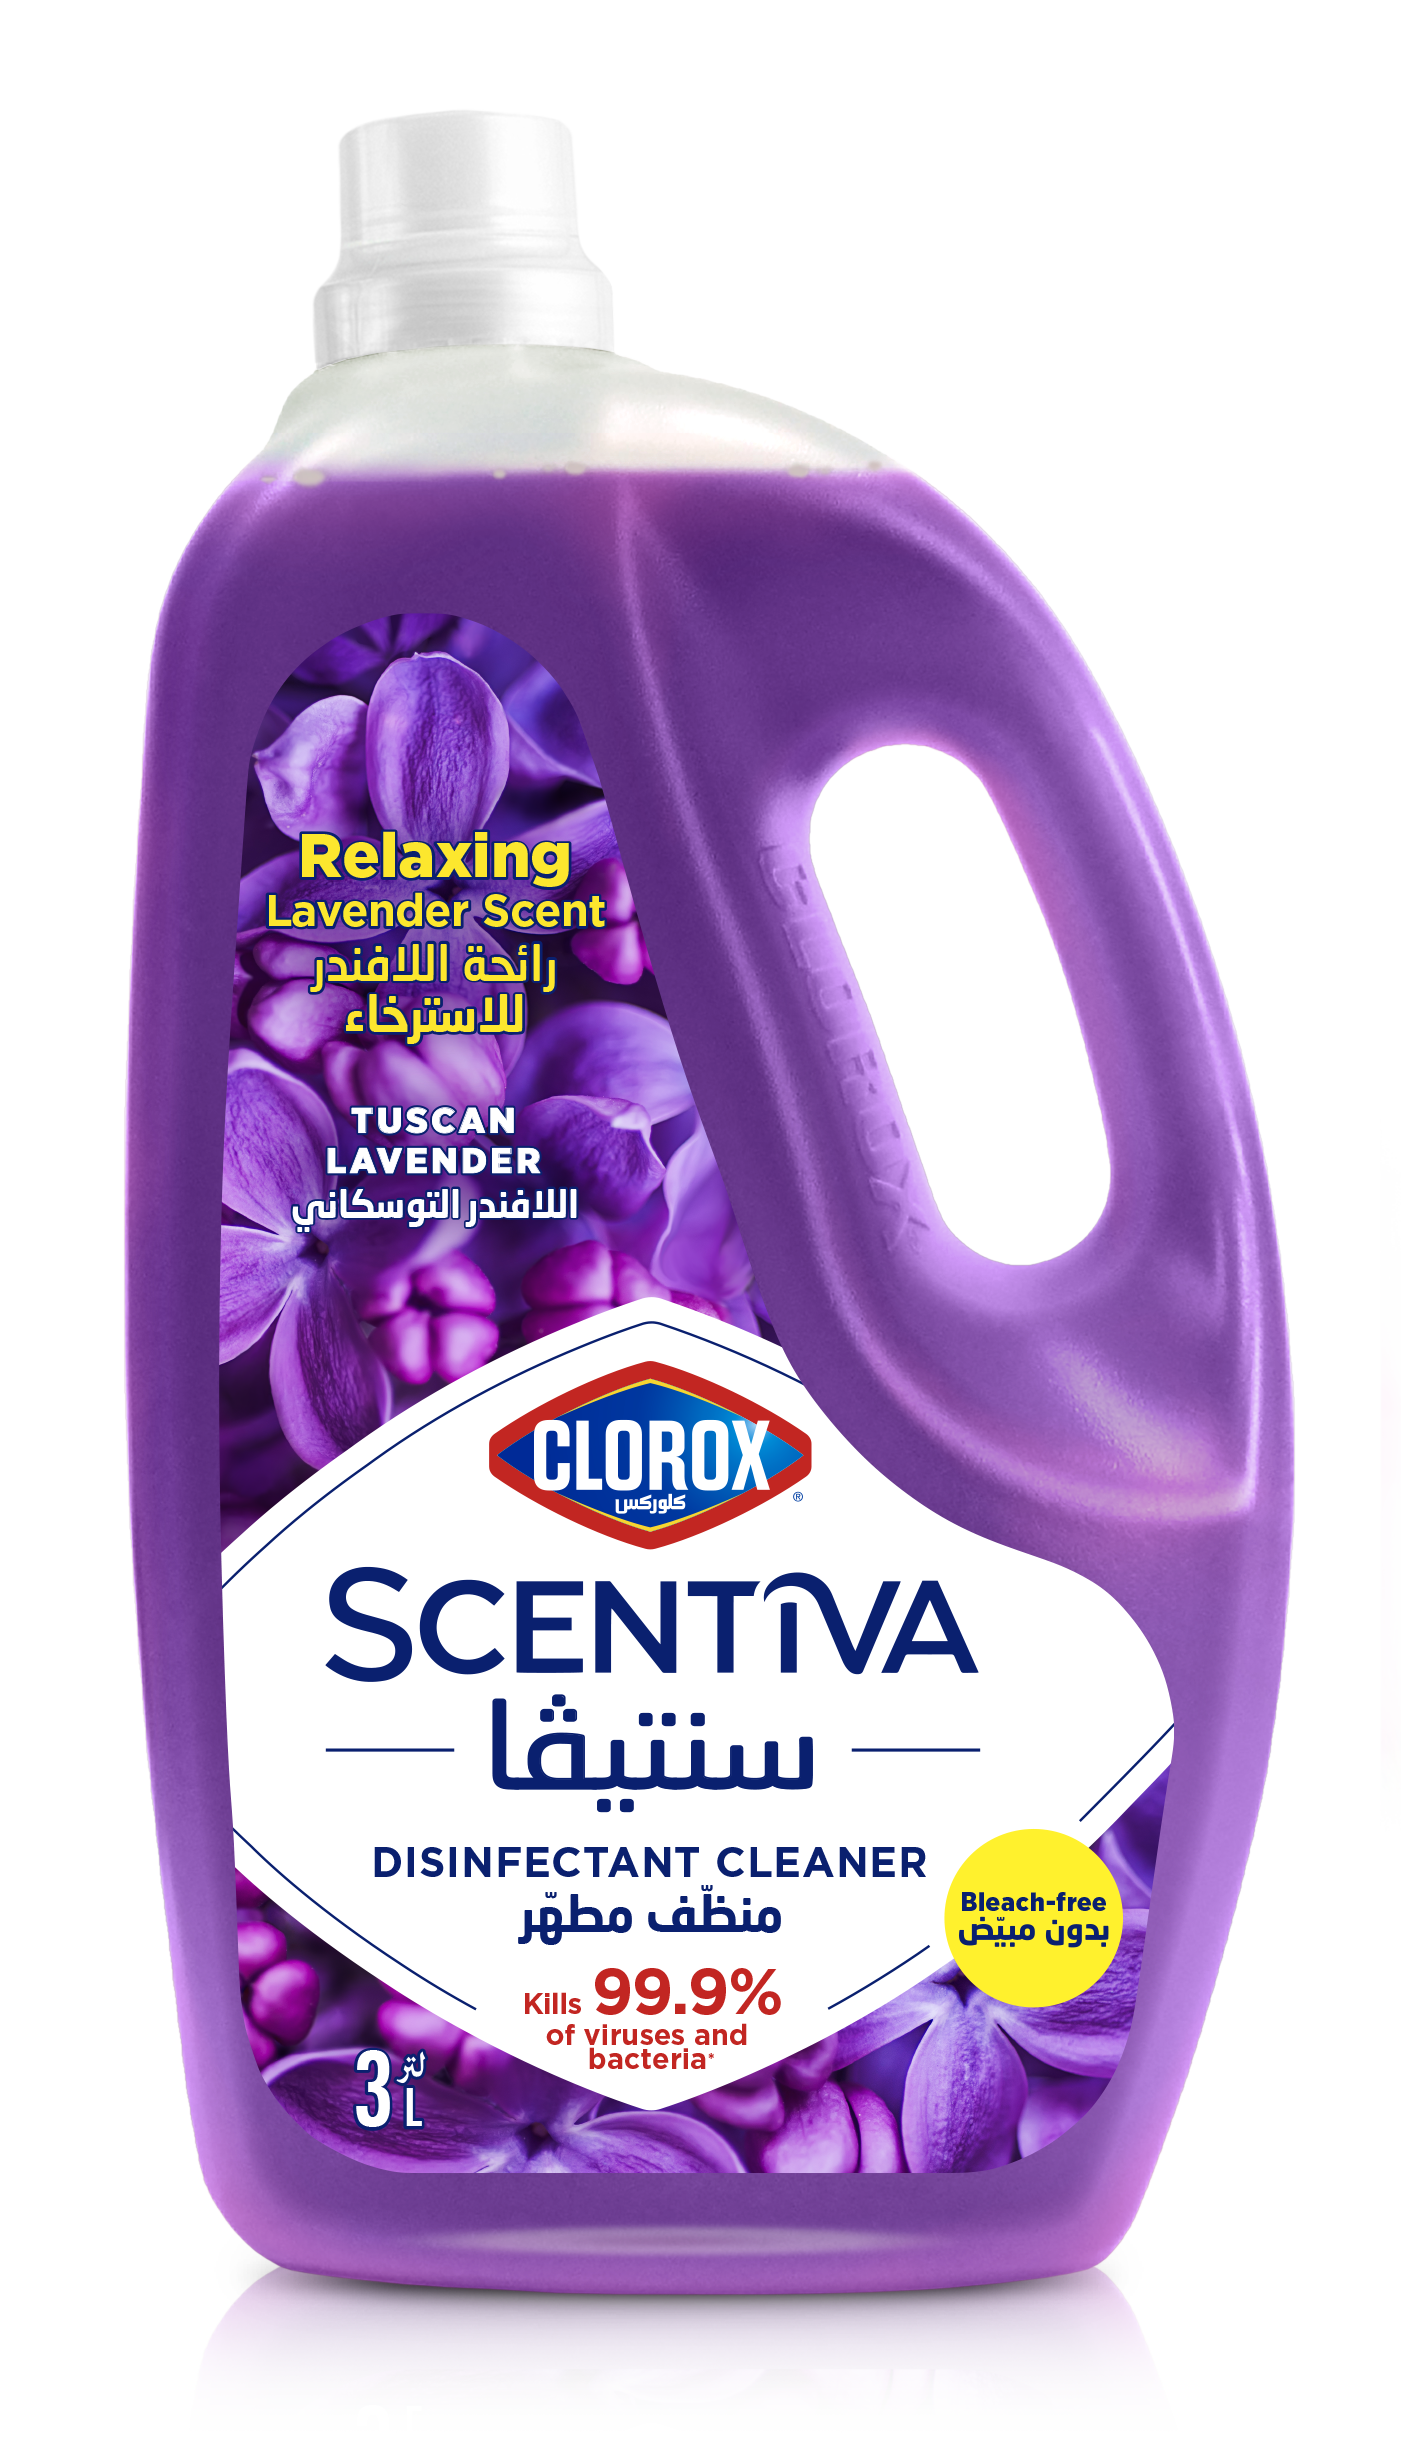 Relaxing
Lavender Scent
رائحة اللافندر
للاسترخاء
TUSCAN
LAVENDER
اللافندر التوسكاني
CLOROX
CLOROX
كلوركس
®
SCENTIVA
سنتيڤا
DISINFECTANT CLEANER
منظّف مطهّر
Bleach-free
بدون مبيّض
Kills 99.9%
of viruses and
bacteria*
3 لتر
L